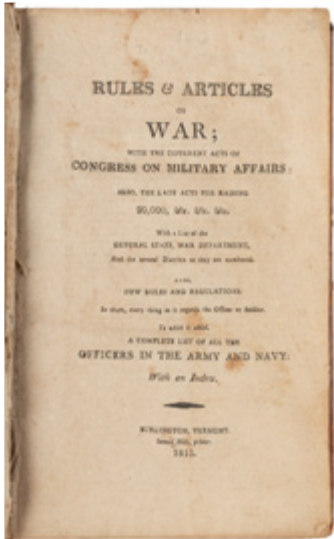 RULES & ARTICLES
OF
WAR;
WITH THE DIFFERENT ACTS OF
CONGRESS ON MILITARY AFFAIRS:
ALSO, THE LATE ACTS FOR RAISING
20,000, &c. &c. &c.
With a List of the
GENERAL STAFF, WAR DEPARTMENT,
And the several Districts as they are numbered.
ALSO,
NEW RULES AND REGULATIONS
In short, every thing as it regards the Officer or Soldier.
To which is added,
A COMPLETE LIST OF ALL THE
OFFICERS IN THE ARMY AND NAVY:
With an Index.
BURLINGTON, VERMONT.
Samuel Mills, printer.